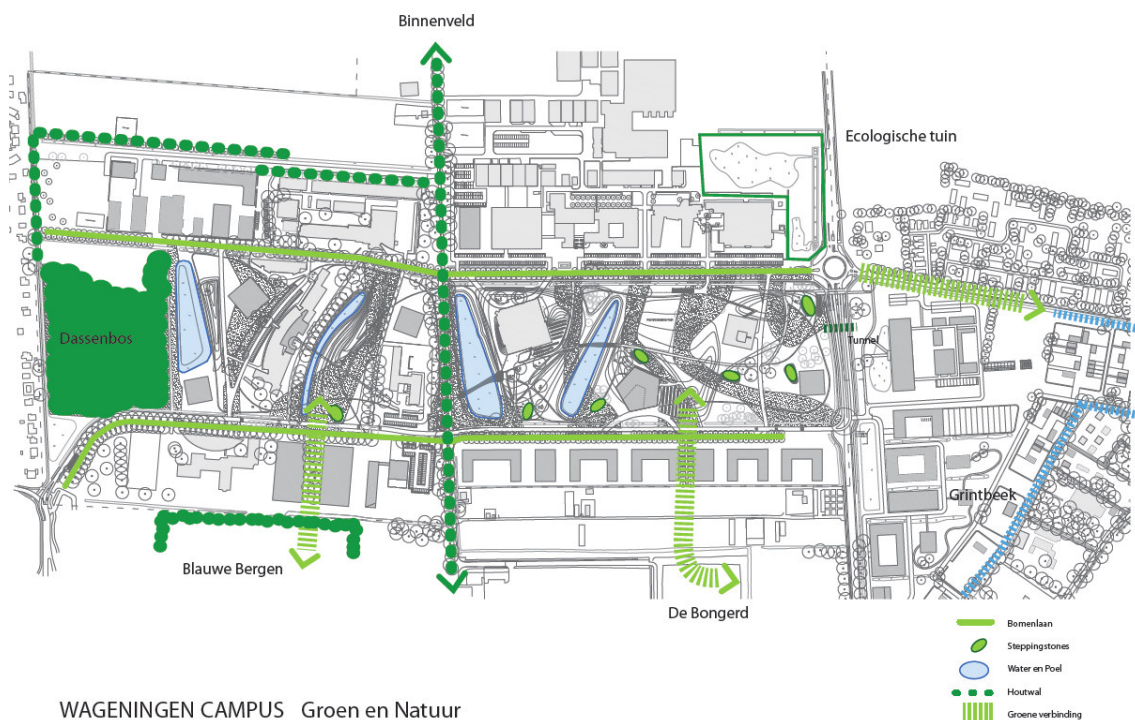 Binnenveld
Ecologische tuin
Dassenbos
Tunnel
Grintbeek
Blauwe Bergen
De Bongerd
Bomenlaan
Steppingstones
Water en Poel
Houtwal
Groene verbinding
WAGENINGEN CAMPUS Groen en Natuur